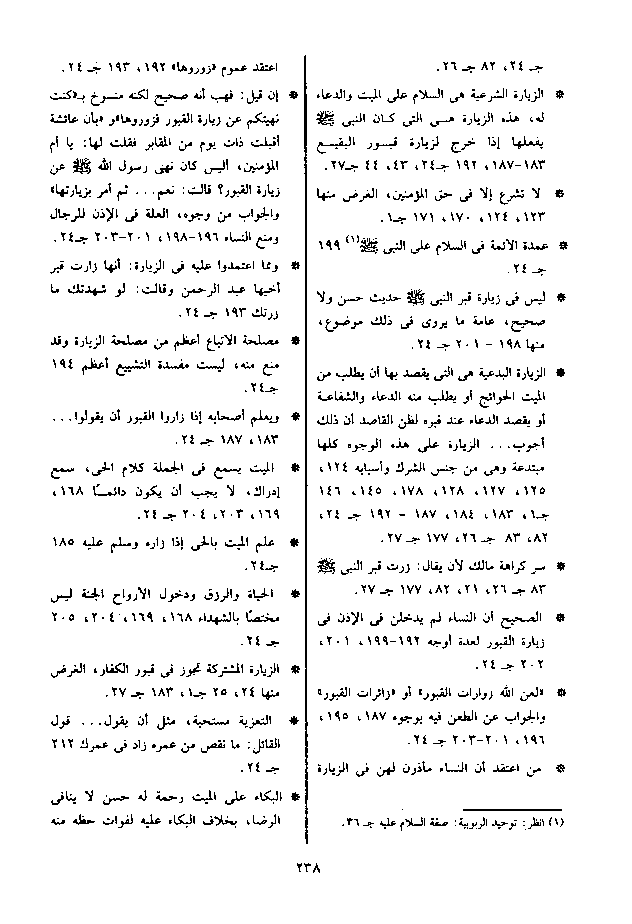 جـ ٢٤، ٨٢ جـ ٢٦.
* الزيارة الشرعية هى السلام على الميت والدعاء
له، هذه الزيارة هـى التى كـان النبى ﷺ
يفعلها إذا خرج لزيارة قبـور البقيـع
١٨٣-١٨٧، ١٩٢ جـ٢٤، ٤٣، ٤٤ جـ٢٧.
* لا تشرع إلا فى حق المؤمنين، الغرض منها
١٢٣، ١٢٤، ١٧٠، ١٧١ جـ١.
* عمدة الأئمة فى السلام على النبى ﷺ(١) ١٩٩
جـ ٢٤.
* ليس فى زيارة قبر النبى ﷺ حديث حسن ولا
صحيح، عامة ما يروى فى ذلك موضوع،
منها ١٩٨ - ٢٠١ جـ ٢٤.
* الزيارة البدعية هى التى يقصد بها أن يطلب من
الميت الحوائج أو يطلب منه الدعاء والشفاعة
أو يقصد الدعاء عند قبره لظن القاصد أن ذلك
أجوب... الزيارة على هذه الوجوه كلها
مبتدعة وهى من جنس الشرك وأسبابه ١٢٤،
١٢٥، ١٢٧، ١٢٨، ١٧٨، ١٤٥، ١٤٦
جـ١، ١٨٣، ١٨٤، ١٨٧ - ١٩٢ جـ ٢٤،
٨٢، ٨٣ جـ ٢٦، ١٧٧ جـ ٢٧.
* سر كراهة مالك لأن يقال: زرت قبر النبى ﷺ
٨٣ جـ ٢٦، ٢١، ٨٢، ١٧٧ جـ ٢٧.
* الصحيح أن النساء لم يدخلن فى الإذن فى
زيارة القبور لعدة أوجه ١٩٢-١٩٩، ٢٠١،
٢٠٢ جـ ٢٤.
* «لعن الله زوارات القبور» أو «زائرات القبور»
والجواب عن الطعن فيه بوجوه ١٨٧، ١٩٥،
١٩٦، ٢٠١-٢٠٣ جـ ٢٤.
* من اعتقد أن النساء مأذون لهن فى الزيارة
(١) انظر: توحيد الربوبية: صفة السلام عليه جـ ٣٦.
اعتقد عموم «زوروها» ١٩٢، ١٩٣ جـ ٢٤.
* إن قيل: فهب أنه صحيح لكنه منسوخ بـ«كنت
نهيتكم عن زيارة القبور فزوروها»و «بأن عائشة
أقبلت ذات يوم من المقابر فقلت لها: يا أم
المؤمنين، أليس كان نهى رسول الله ﷺ عن
زيارة القبور؟ قالت: نعم... ثم أمر بزيارتها»
والجواب من وجوه، العلة فى الإذن للرجال
ومنع النساء ١٩٦-١٩٨، ٢٠١-٢٠٣ جـ٢٤.
* ومما اعتمدوا عليه فى الزيارة: أنها زارت قبر
أخيها عبد الرحمن وقالت: لو شهدتك ما
زرتك ١٩٣ جـ ٢٤.
* مصلحة الاتباع أعظم من مصلحة الزيارة وقد
منع منه، ليست مفسدة التشييع أعظم ١٩٤
جـ٢٤.
* ويعلم أصحابه إذا زاروا القبور أن يقولوا...
١٨٣، ١٨٧ جـ ٢٤.
* الميت يسمع فى الجملة كلام الحى، سمع
إدراك، لا يجب أن يكون دائمـًا ١٦٨،
١٦٩، ٢٠٣، ٢٠٤ جـ ٢٤.
* علم الميت بالحى إذا زاره وسلم عليه ١٨٥
جـ٢٤.
* الحياة والرزق ودخول الأرواح الجنة ليس
مختصًا بالشهداء ١٦٨، ١٦٩، ٢٠٤، ٢٠٥
جـ ٢٤.
* الزيارة المشتركة تجوز فى قبور الكفار، الغرض
منها ٢٤، ٢٥ جـ١، ١٨٣ جـ ٢٧.
* التعزية مستحبة، مثل أن يقول... قول
القائل: ما نقص من عمره زاد فى عمرك ٢١٢
جـ ٢٤.
* البكاء على الميت رحمة له حسن لا ينافى
الرضا، بخلاف البكاء عليه لفوات حظه منه
٢٣٨